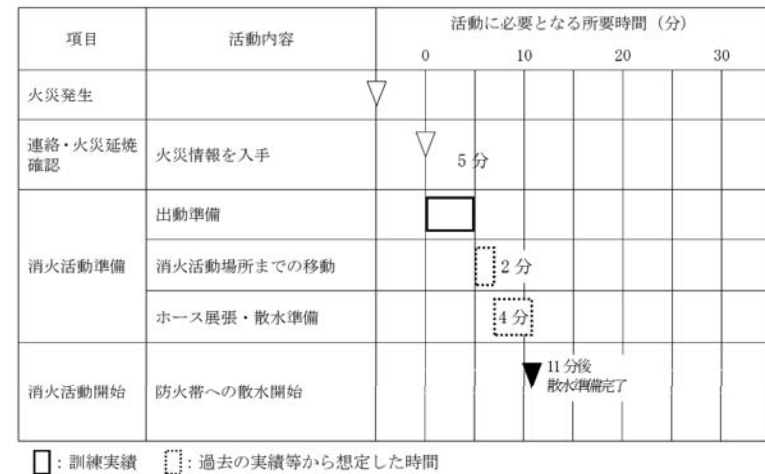 項目
活動内容
活動に必要となる所要時間（分）
0 10 20 30
火災発生
連絡・火災延焼
確認
火災情報を入手
5 分
消火活動準備
出動準備
消火活動場所までの移動
2 分
ホース展張・散水準備
4 分
消火活動開始
防火帯への散水開始
11 分後
散水準備完了
：訓練実績 ：過去の実績等から想定した時間